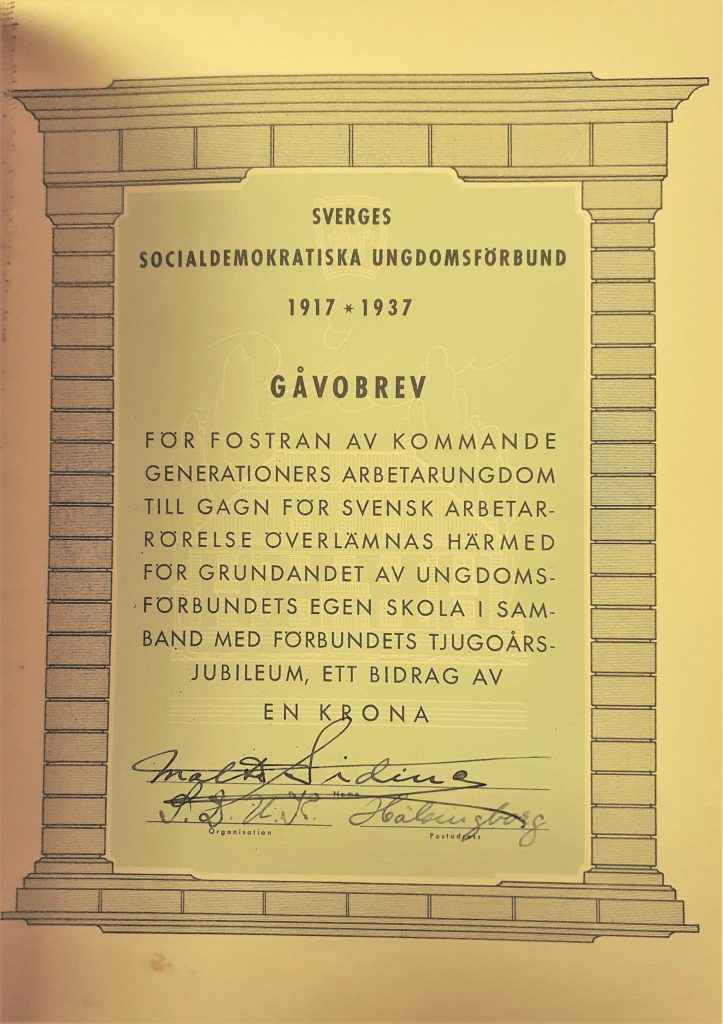 SVERGES
SOCIALDEMOKRATISKA UNGDOMSFÖRBUND
1917 * 1937
GÅVOBREV
FÖR FOSTRAN AV KOMMANDE
GENERATIONERS ARBETARUNGDOM
TILL GAGN FÖR SVENSK ARBETAR-
RÖRELSE ÖVERLÄMNAS HÄRMED
FÖR GRUNDANDET AV UNGDOMS-
FÖRBUNDETS EGEN SKOLA I SAM-
BAND MED FÖRBUNDETS TJUGOÅRS-
JUBILEUM, ETT BIDRAG AV
EN KRONA
Malte
Namn
S.D.U.K. Hälsingborg
Organisation Postadress